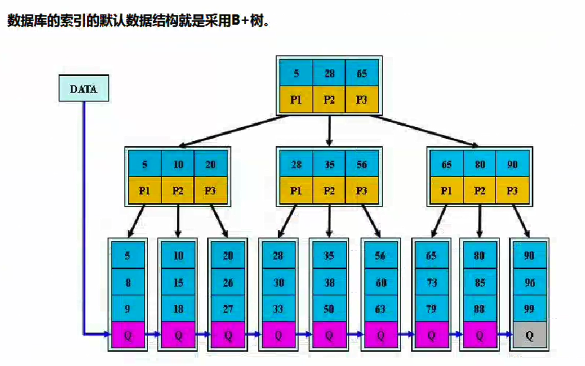 数据库的索引的默认数据结构就是采用B+树。
5 28 65
P1 P2 P3
DATA
5 10 20
P1 P2 P3
28 35 56
P1 P2 P3
65 80 90
P1 P2 P3
5 10 20 28 35 56 65 80 90
8 15 26 30 38 60 73 85 96
9 18 27 33 50 63 79 88 99
Q Q Q Q Q Q Q Q Q